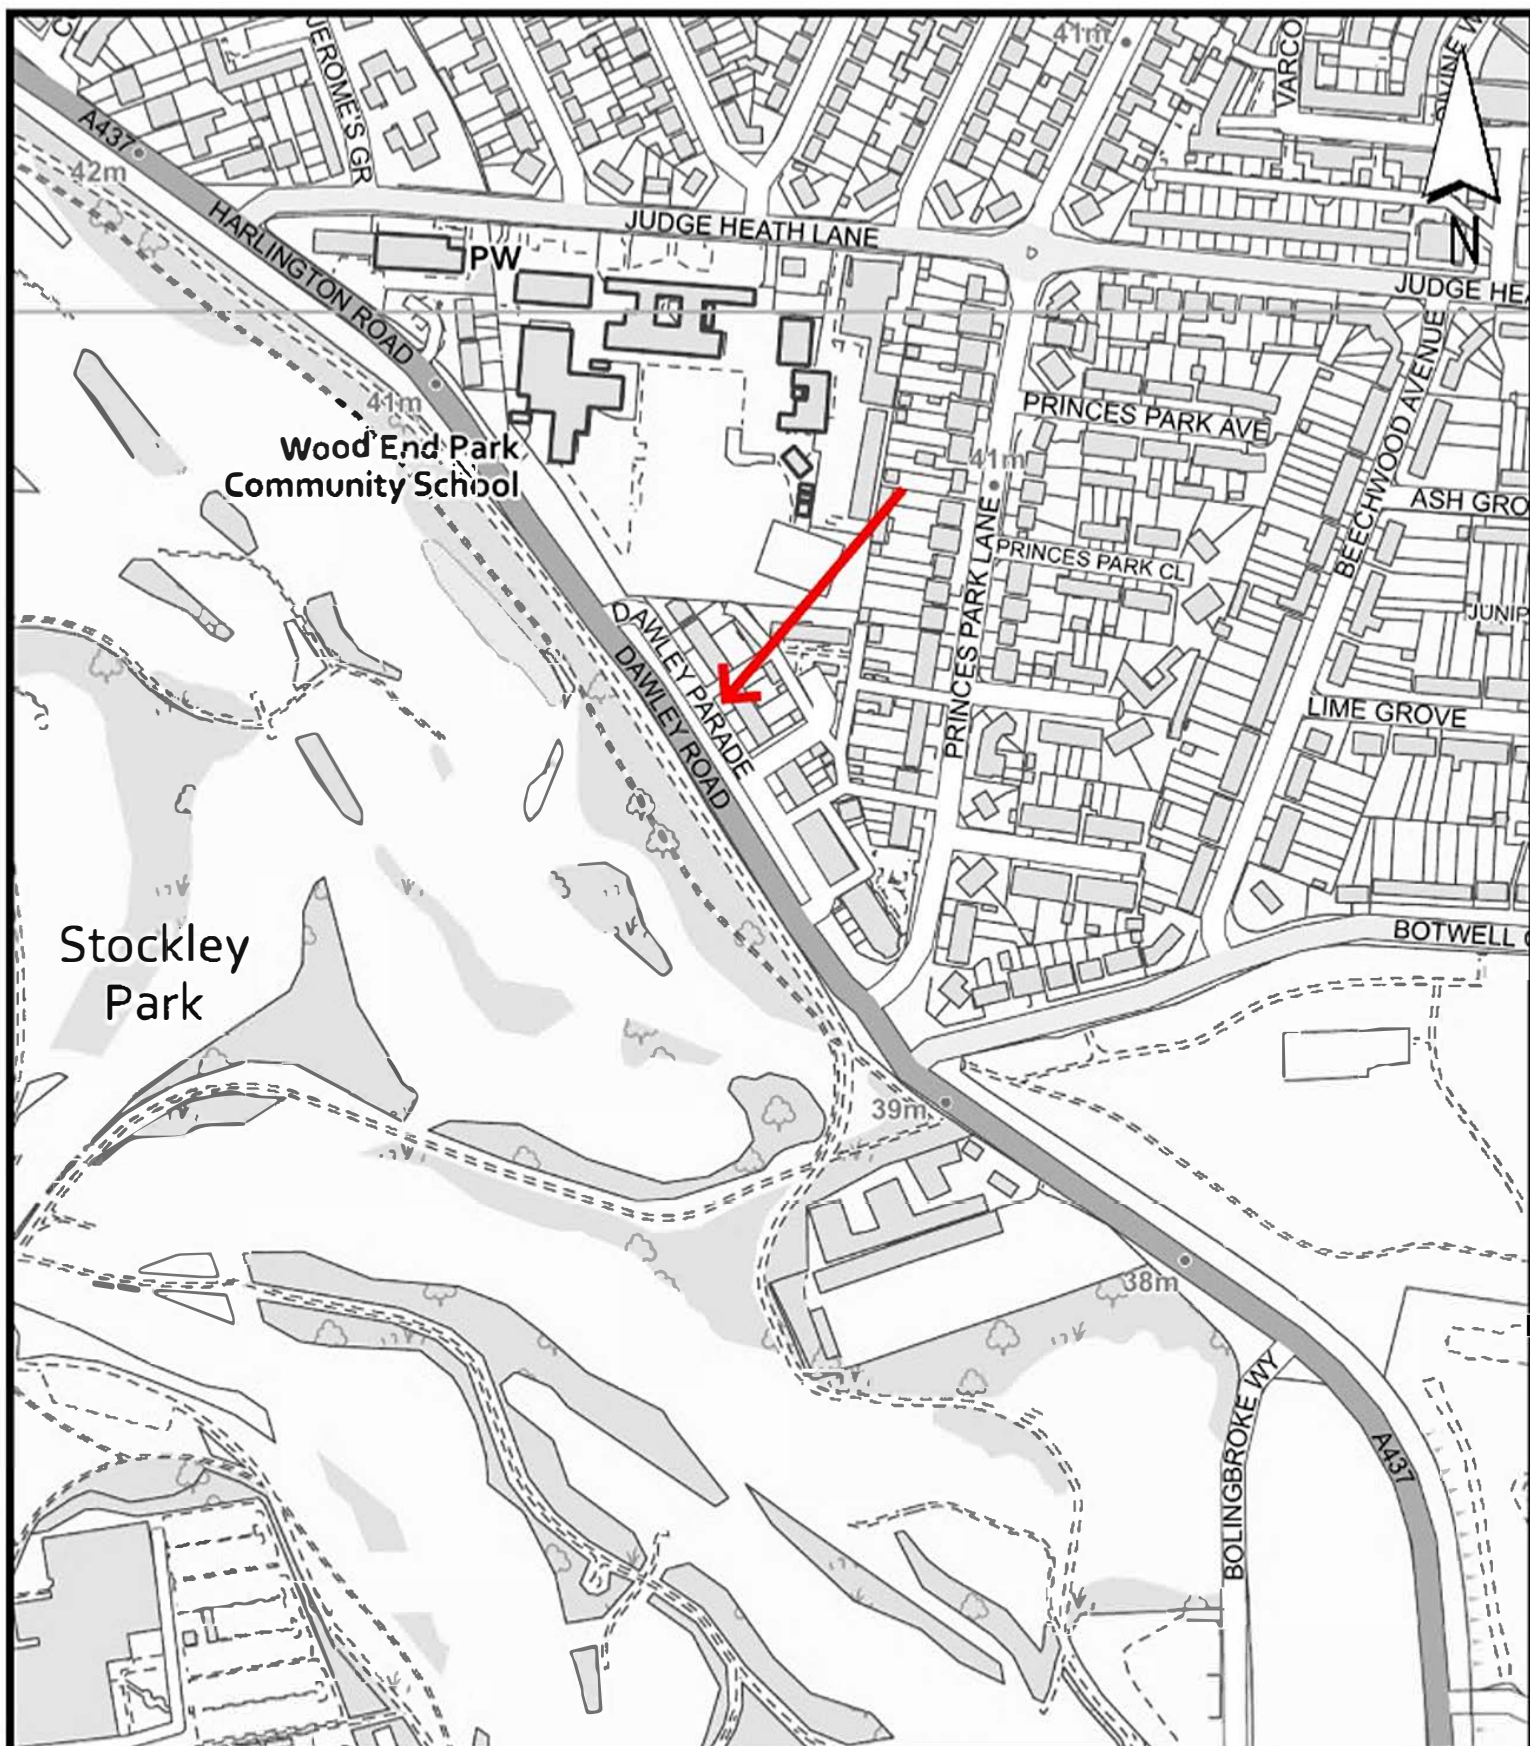 JEROME'S GR
41m
VARCO
A437
42m
HARLINGTON ROAD
JUDGE HEATH LANE
N
PW
JUDGE HEA
41m
PRINCES PARK AVE
BEECHWOOD AVENUE
Wood End Park
Community School
41m
ASH GRO
PRINCES PARK LANE
PRINCES PARK CL
DAWLEY PARADE
JUNIP
DAWLEY ROAD
LIME GROVE
Stockley
Park
BOTWELL
39m
38m
BOLINGBROKE WY
A437